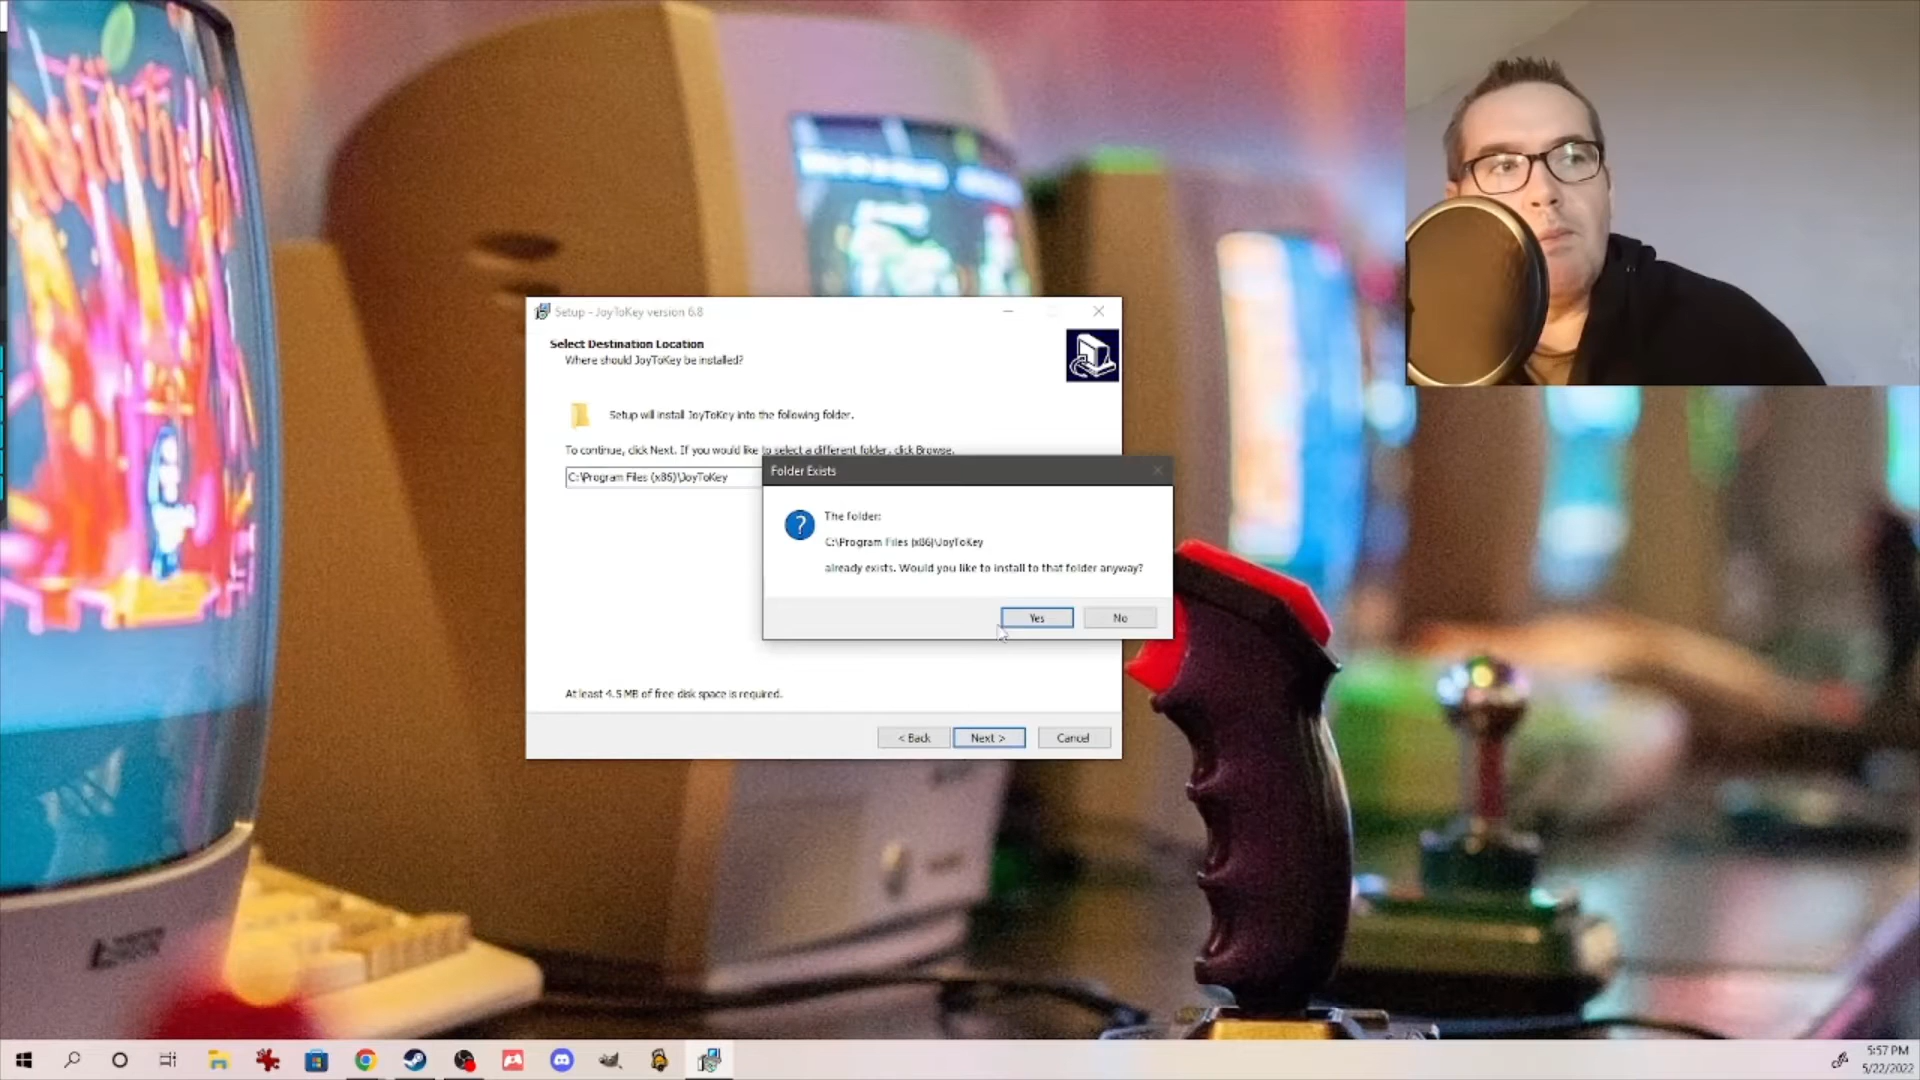 Setup - JoyToKey version 6.8
Select Destination Location
Where should JoyToKey be installed?
Setup will install JoyToKey into the following folder.
To continue, click Next. If you would like to select a different folder, click Browse.
C:\Program Files (x86)\JoyToKey
Folder Exists
The folder:
C:\Program Files (x86)\JoyToKey
already exists. Would you like to install to that folder anyway?
Yes
No
At least 4.5 MB of free disk space is required.
< Back
Next >
Cancel
5:57 PM
5/22/2022